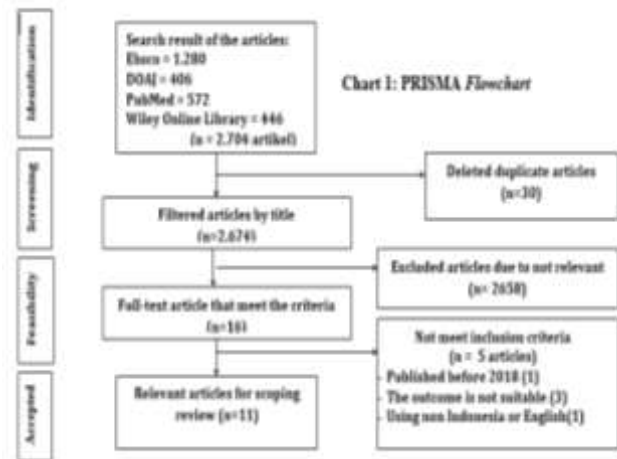 Identification
Search result of the articles:
Ebsco = 1.280
DOAJ = 406
PubMed = 572
Wiley Online Library = 446
(n = 2.704 artikel)
Chart 1: PRISMA Flowchart
Deleted duplicate articles
(n=30)
Screening
Filtered articles by title
(n=2.674)
Excluded articles due to not relevant
(n= 2658)
Feasibility
Full-text article that meet the criteria
(n=16)
Not meet inclusion criteria
(n = 5 articles)
- Published before 2018 (1)
- The outcome is not suitable (3)
- Using non Indonesia or English(1)
Accepted
Relevant articles for scoping
review (n=11)